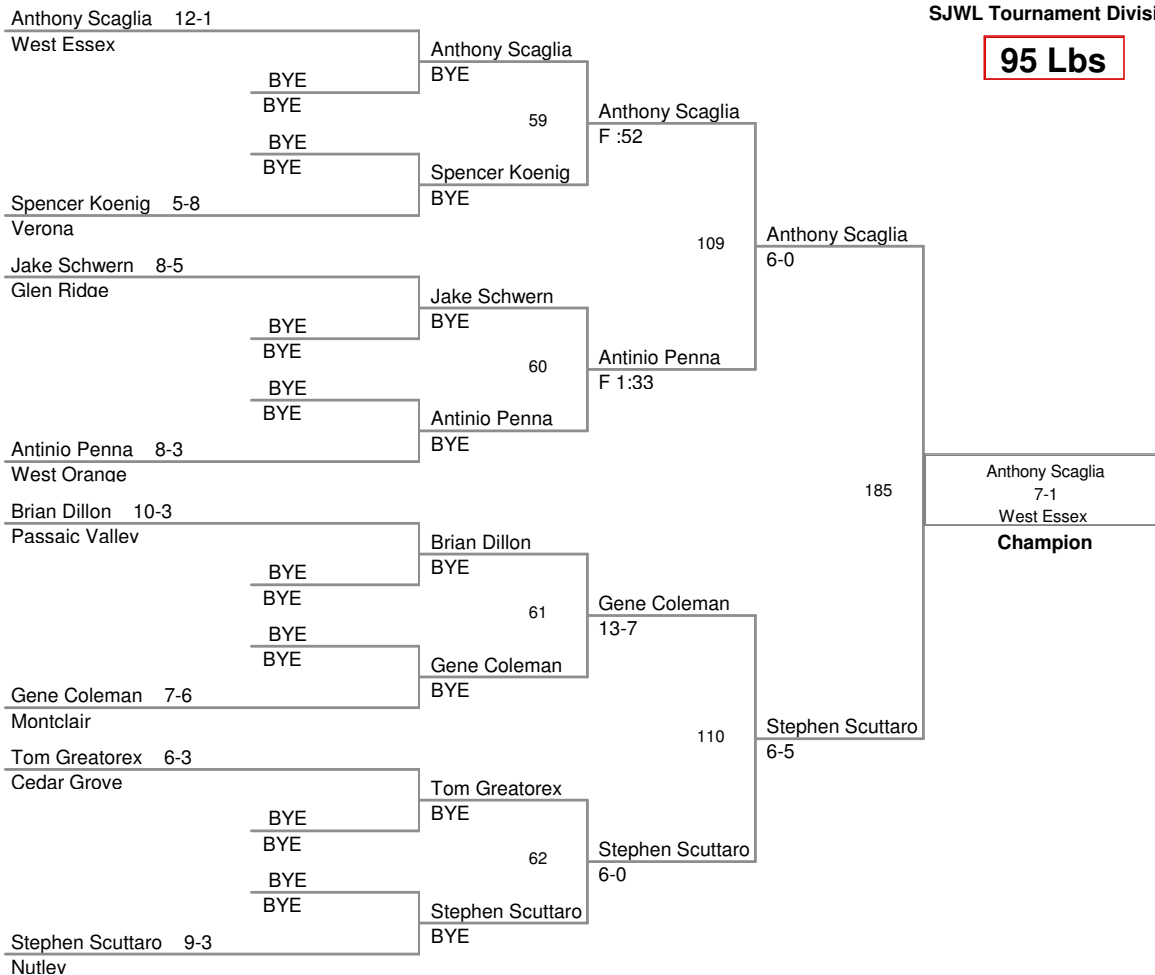 SJWL Tournament Divisi
95 Lbs
Anthony Scaglia 12-1
West Essex
BYE
BYE
BYE
BYE
Spencer Koenig 5-8
Verona
Jake Schwern 8-5
Glen Ridge
BYE
BYE
BYE
BYE
Antinio Penna 8-3
West Orange
Brian Dillon 10-3
Passaic Valley
BYE
BYE
BYE
BYE
Gene Coleman 7-6
Montclair
Tom Greatorex 6-3
Cedar Grove
BYE
BYE
BYE
BYE
Stephen Scuttaro 9-3
Nutley
Anthony Scaglia
BYE
59
Spencer Koenig
BYE
Jake Schwern
BYE
60
Antinio Penna
BYE
Brian Dillon
BYE
61
Gene Coleman
BYE
Tom Greatorex
BYE
62
Stephen Scuttaro
BYE
Anthony Scaglia
F :52
109
Antinio Penna
F 1:33
Gene Coleman
13-7
110
Stephen Scuttaro
6-0
Anthony Scaglia
6-0
185
Stephen Scuttaro
6-5
Anthony Scaglia
7-1
West Essex
Champion